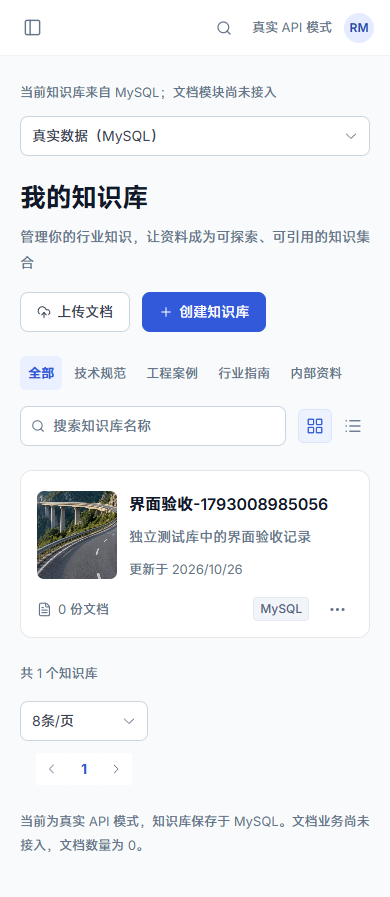 真实 API 模式
RM
当前知识库来自 MySQL；文档模块尚未接入
真实数据（MySQL）
我的知识库
管理你的行业知识，让资料成为可探索、可引用的知识集
合
上传文档
创建知识库
全部 技术规范 工程案例 行业指南 内部资料
搜索知识库名称
界面验收-1793008985056
独立测试库中的界面验收记录
更新于 2026/10/26
0 份文档
MySQL
共 1 个知识库
8条/页
1
当前为真实 API 模式，知识库保存于 MySQL。文档业务尚未
接入，文档数量为 0。